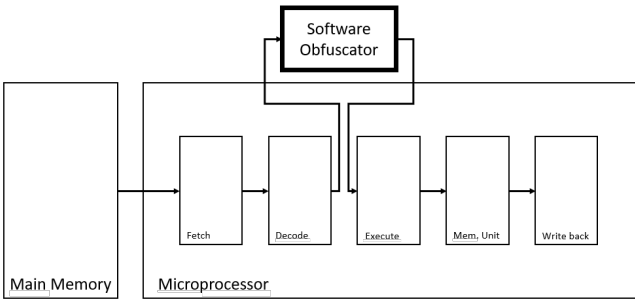 Software
Obfuscator
Fetch
Decode
Execute
Mem, Unit
Write back
Main Memory
Microprocessor